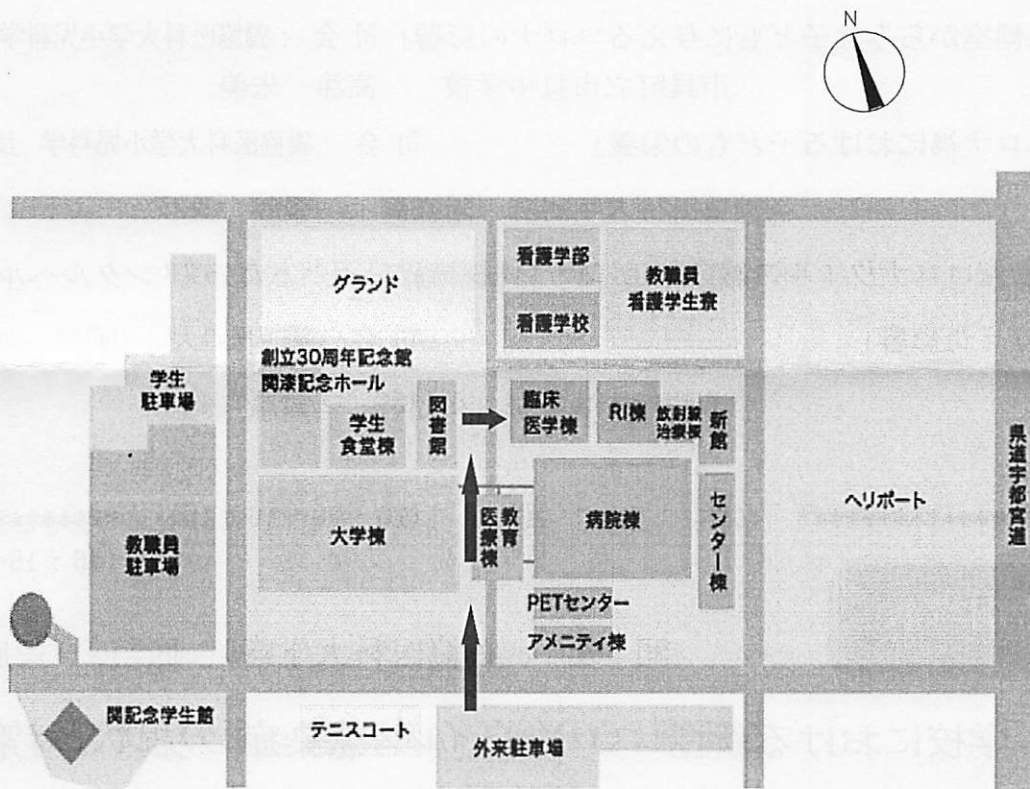 N
グランド
看護学部
看護学校
教職員
看護学生寮
創立30周年記念館
関湊記念ホール
学生
食堂棟
図書館
臨床
医学棟
RI棟
放射線
治療棟
新館
学生
駐車場
教職員
駐車場
大学棟
教育
医療棟
病院棟
センター棟
ヘリポート
県道宇都宮通
PETセンター
アメニティ棟
関記念学生館
テニスコート
外来駐車場